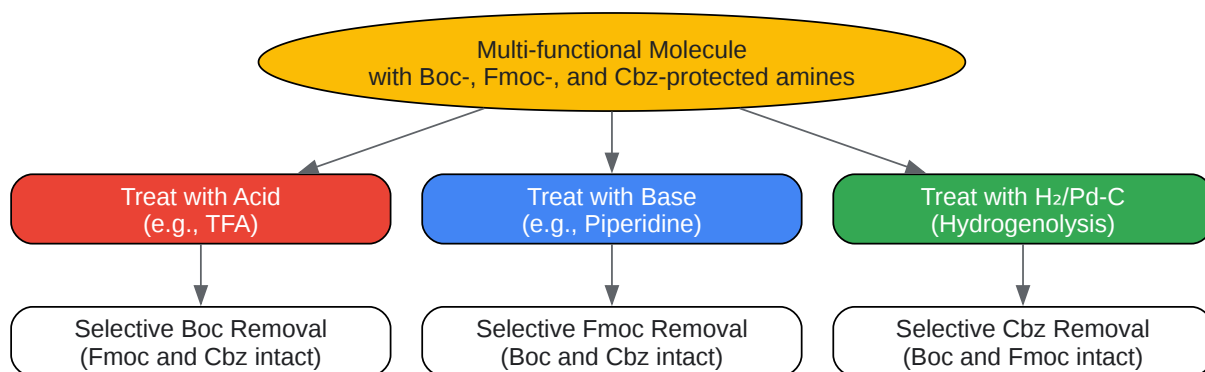 Multi-functional Molecule
with Boc-, Fmoc-, and Cbz-protected amines
Treat with Acid
(e.g., TFA)
Treat with Base
(e.g., Piperidine)
Treat with H₂/Pd-C
(Hydrogenolysis)
Selective Boc Removal
(Fmoc and Cbz intact)
Selective Fmoc Removal
(Boc and Cbz intact)
Selective Cbz Removal
(Boc and Fmoc intact)